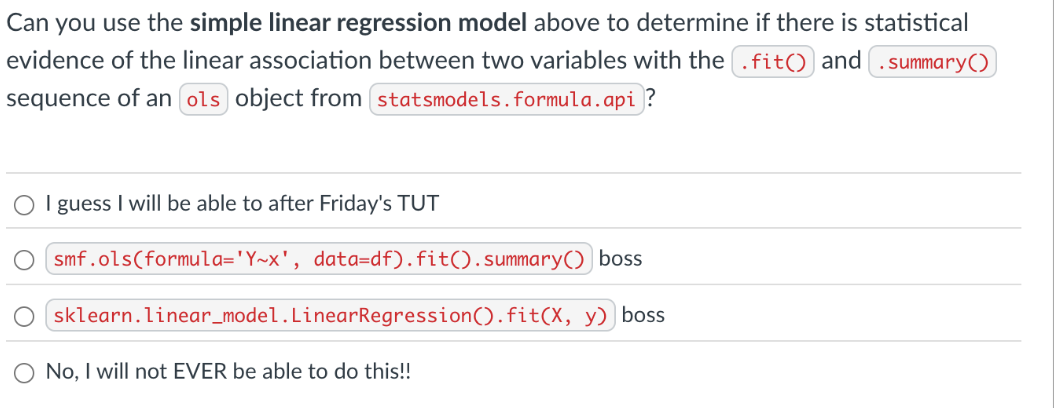 Can you use the simple linear regression model above to determine if there is statistical
evidence of the linear association between two variables with the .fit() and .summary()
sequence of an ols object from statsmodels.formula.api?
I guess I will be able to after Friday's TUT
smf.ols(formula='Y~x', data=df).fit().summary() boss
sklearn.linear_model.LinearRegression().fit(X, y) boss
No, I will not EVER be able to do this!!